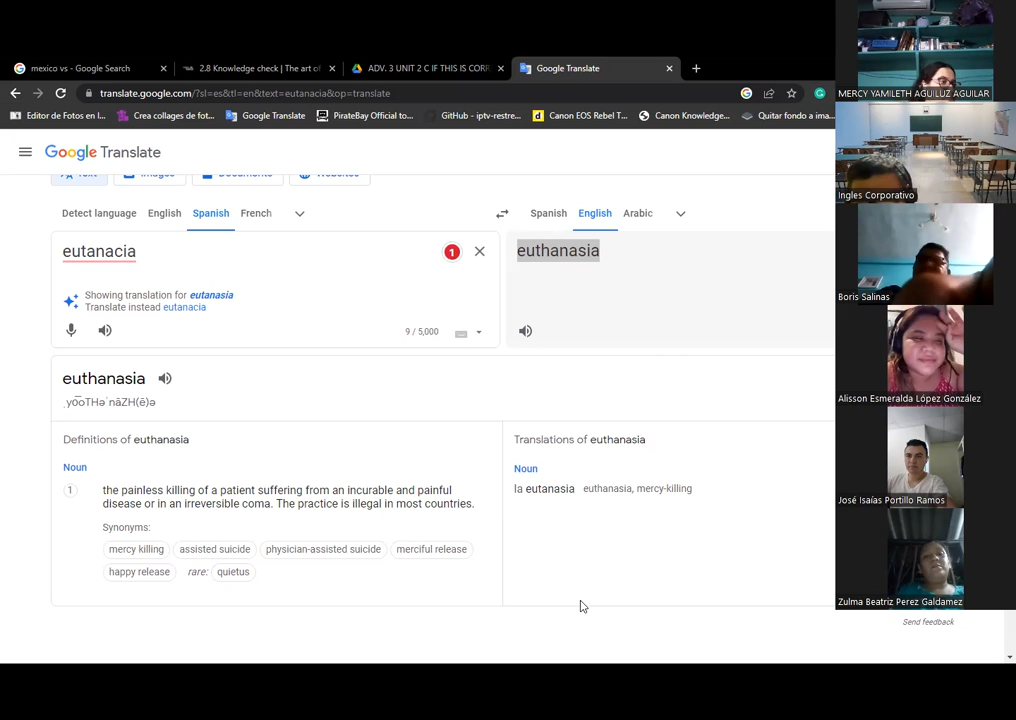 mexico vs - Google Search
2.8 Knowledge check | The art of
ADV. 3 UNIT 2 C IF THIS IS CORR
Google Translate
translate.google.com/?sl=es&tl=en&text=eutanacia&op=translate
Editor de Fotos en l...
Crea collages de fot...
Google Translate
PirateBay Official to...
GitHub - iptv-restre...
Canon EOS Rebel T...
Canon Knowledge...
Quitar fondo a ima...
Google Translate
Text
Images
Documents
Websites
Detect language
English
Spanish
French
Spanish
English
Arabic
eutanacia
1
euthanasia
Showing translation for eutanasia
Translate instead eutanacia
9 / 5,000
euthanasia
ˌyo͞oTHəˈnāZH(ē)ə
Definitions of euthanasia
Noun
1
the painless killing of a patient suffering from an incurable and painful
disease or in an irreversible coma. The practice is illegal in most countries.
Synonyms:
mercy killing
assisted suicide
physician-assisted suicide
merciful release
happy release
rare:
quietus
Translations of euthanasia
Noun
la eutanasia
euthanasia, mercy-killing
Send feedback
MERCY YAMILETH AGUILUZ AGUILAR
Ingles Corporativo
Boris Salinas
Alisson Esmeralda López González
José Isaías Portillo Ramos
Zulma Beatriz Perez Galdamez